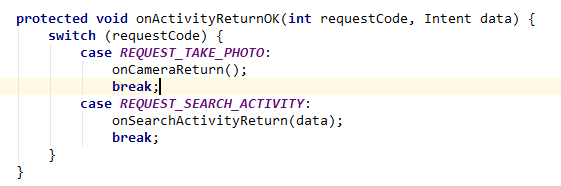 protected void onActivityReturnOK(int requestCode, Intent data) {
    switch (requestCode) {
        case REQUEST_TAKE_PHOTO:
            onCameraReturn();
            break;
        case REQUEST_SEARCH_ACTIVITY:
            onSearchActivityReturn(data);
            break;
    }
}